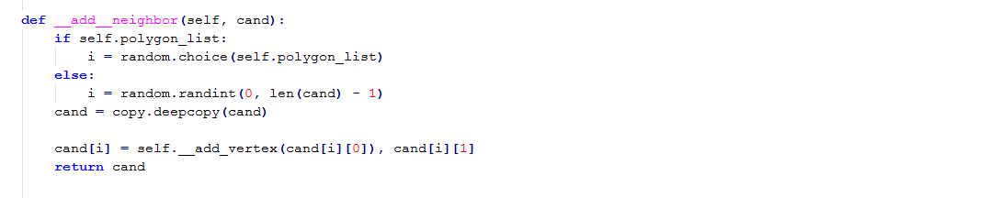 def __add__neighbor(self, cand):
    if self.polygon_list:
        i = random.choice(self.polygon_list)
    else:
        i = random.randint(0, len(cand) - 1)
    cand = copy.deepcopy(cand)

    cand[i] = self.__add_vertex(cand[i][0]), cand[i][1]
    return cand